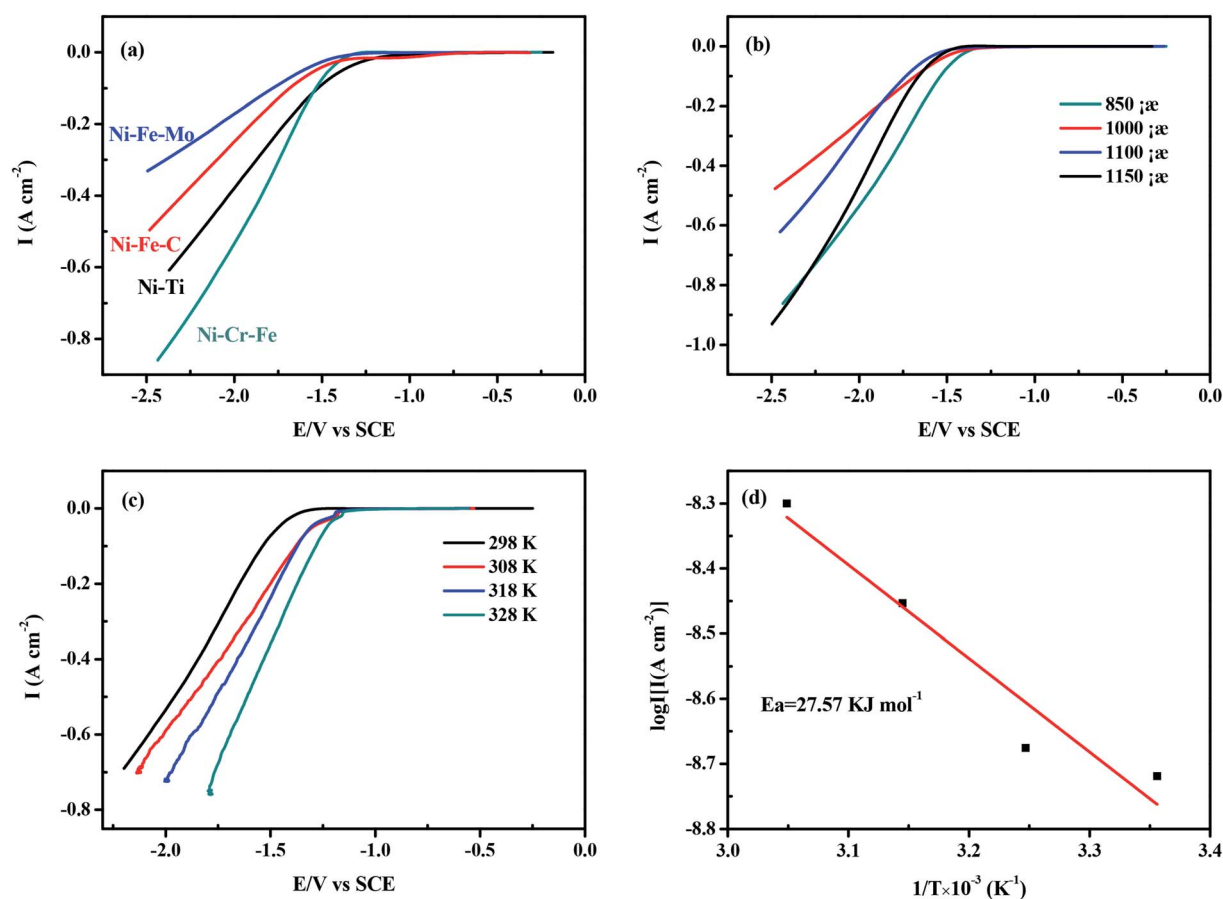 (a)
0.0
-0.2
-0.4
-0.6
-0.8
I (A cm⁻²)
Ni-Fe-Mo
Ni-Fe-C
Ni-Ti
Ni-Cr-Fe
-2.5 -2.0 -1.5 -1.0 -0.5 0.0
E/V vs SCE
(b)
0.0
-0.2
-0.4
-0.6
-0.8
-1.0
I (A cm⁻²)
850 ¡æ
1000 ¡æ
1100 ¡æ
1150 ¡æ
-2.5 -2.0 -1.5 -1.0 -0.5 0.0
E/V vs SCE
(c)
0.0
-0.2
-0.4
-0.6
-0.8
I (A cm⁻²)
298 K
308 K
318 K
328 K
-2.0 -1.5 -1.0 -0.5 0.0
E/V vs SCE
(d)
-8.3
-8.4
-8.5
-8.6
-8.7
-8.8
logI[I(A cm⁻²)]
Ea=27.57 KJ mol⁻¹
3.0 3.1 3.2 3.3 3.4
1/T×10⁻³ (K⁻¹)